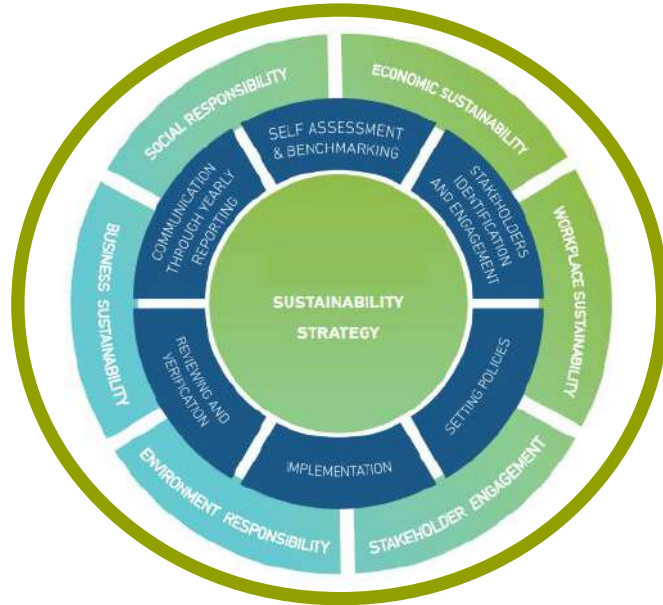 SOCIAL RESPONSIBILITY
ECONOMIC SUSTAINABILITY
WORKPLACE SUSTAINABILITY
STAKEHOLDER ENGAGEMENT
ENVIRONMENT RESPONSIBILITY
BUSINESS SUSTAINABILITY
SELF ASSESSMENT
& BENCHMARKING
STAKEHOLDERS
IDENTIFICATION
AND ENGAGEMENT
SETTING POLICIES
IMPLEMENTATION
REVIEWING AND
VERIFICATION
COMMUNICATION
THROUGH YEARLY
REPORTING
SUSTAINABILITY
STRATEGY